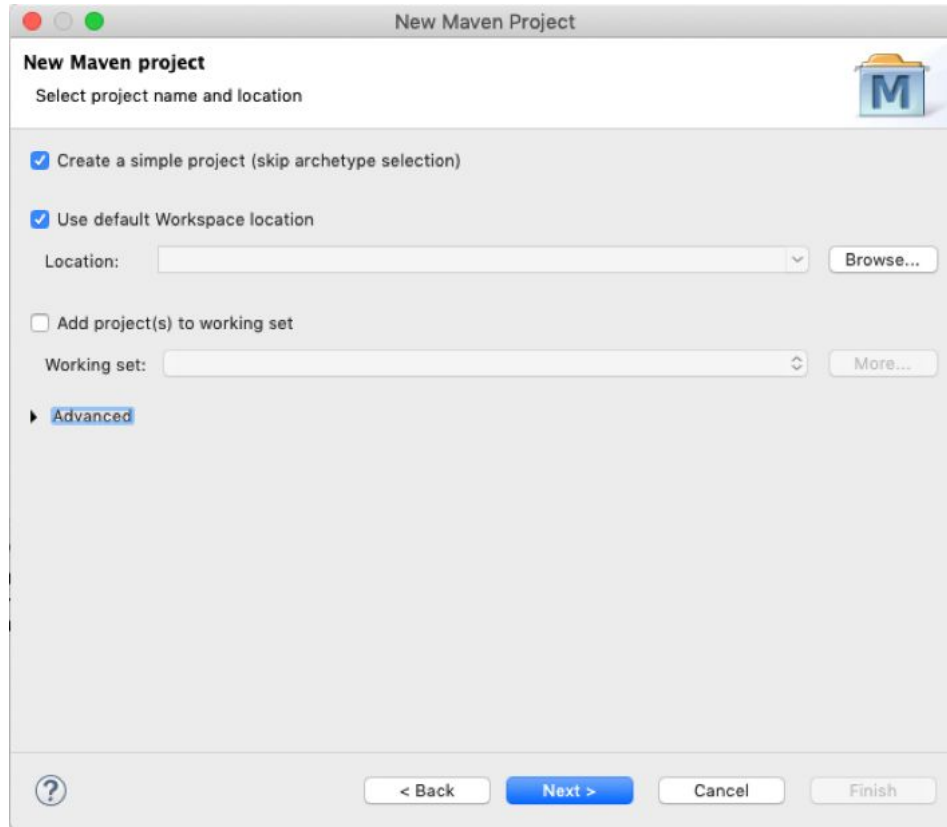 New Maven Project
New Maven project
Select project name and location
M
Create a simple project (skip archetype selection)
Use default Workspace location
Location:
Browse...
Add project(s) to working set
Working set:
More...
Advanced
?
< Back
Next >
Cancel
Finish